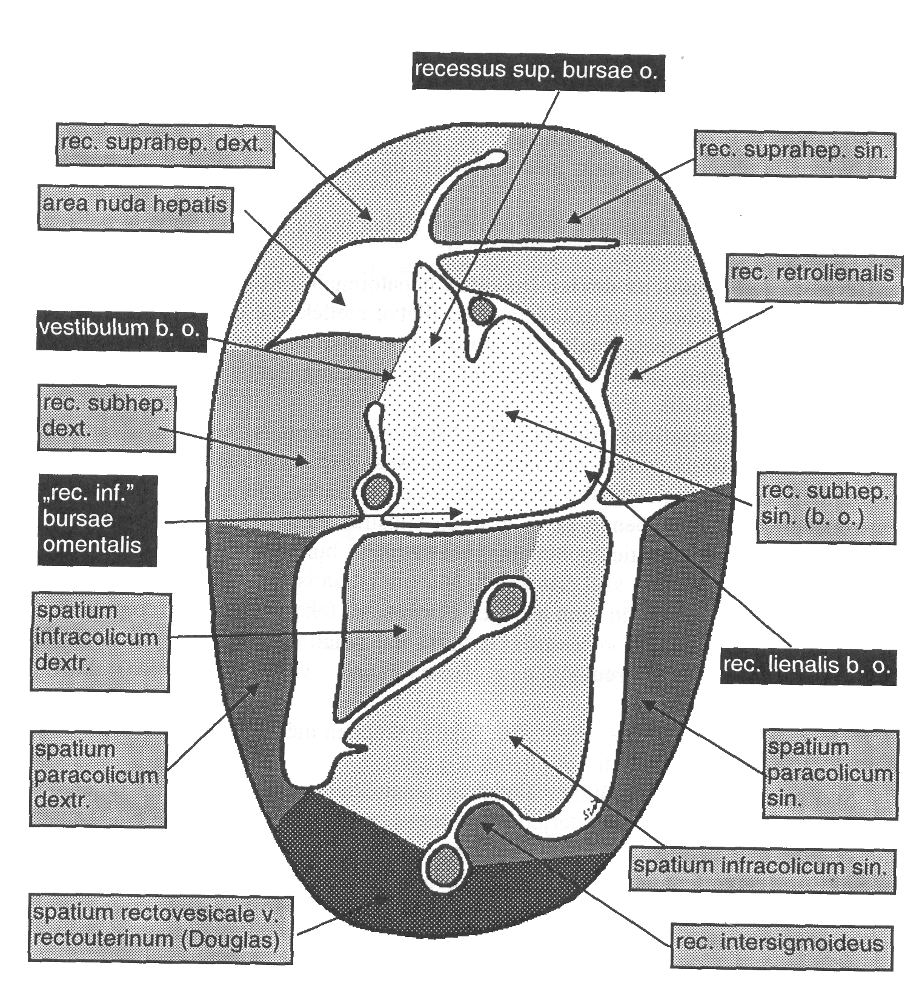 recessus sup. bursae o.
rec. suprahep. dext.
rec. suprahep. sin.
area nuda hepatis
rec. retrolienalis
vestibulum b. o.
rec. subhep.
dext.
„rec. inf.”
bursae
omentalis
rec. subhep.
sin. (b. o.)
spatium
infracolicum
dextr.
rec. lienalis b. o.
spatium
paracolicum
dextr.
spatium
paracolicum
sin.
spatium infracolicum sin.
spatium rectovesicale v.
rectouterinum (Douglas)
rec. intersigmoideus